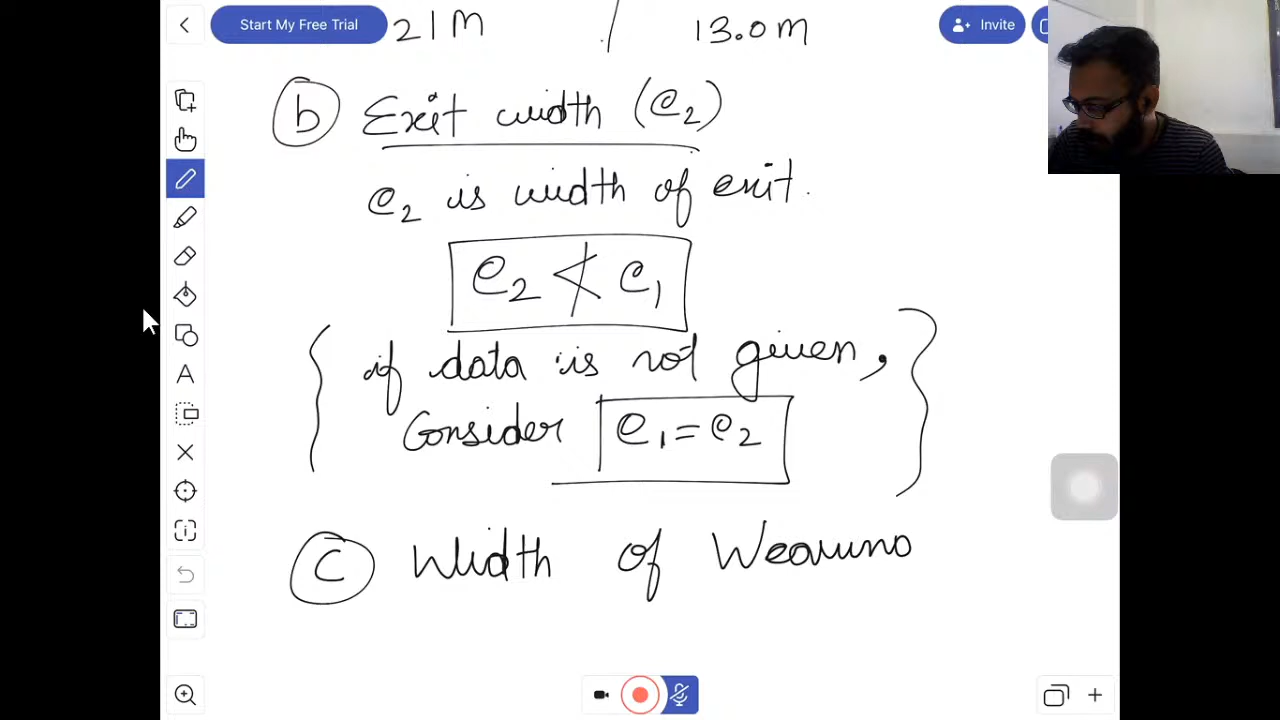 Start My Free Trial
21 M / 13.0 m
Invite
b Exit width (e2)
e2 is width of exit.
e2 ≮ e1
if data is not given,
Consider e1 = e2
A
c Width of Weavino